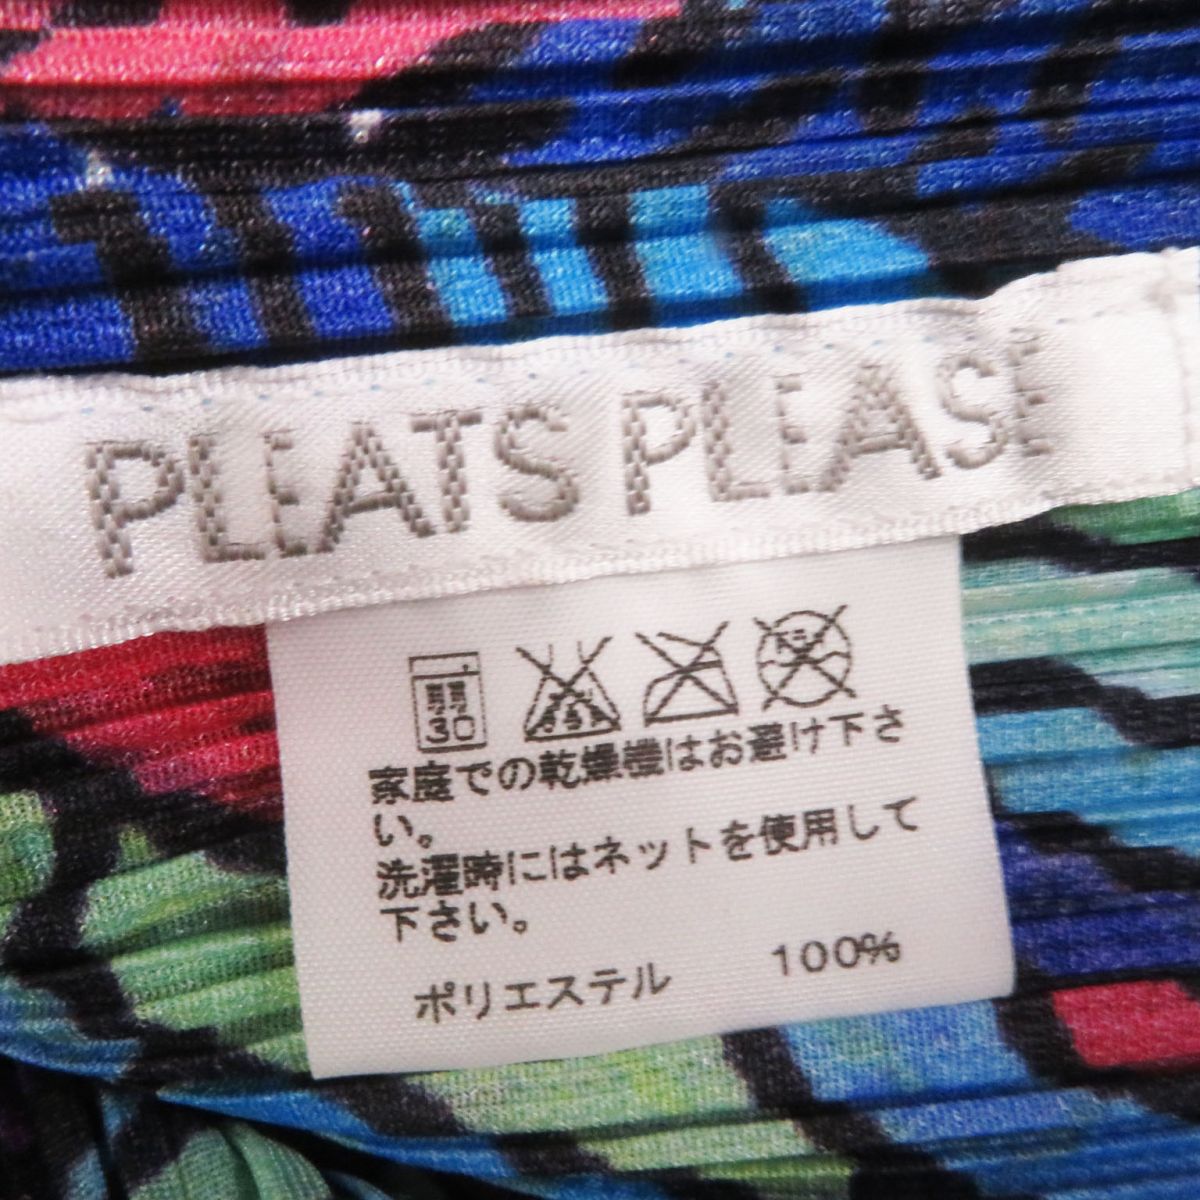 PLEATS PLEASE
30
家庭での乾燥機はお避け下さ
い。
洗濯時にはネットを使用して
下さい。
ポリエステル 100%